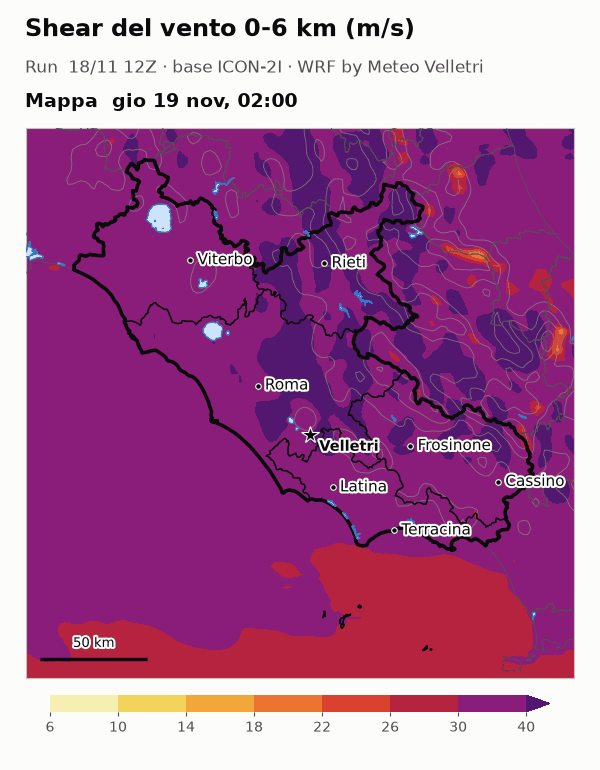 Shear del vento 0-6 km (m/s)
Run  18/11 12Z · base ICON-2I · WRF by Meteo Velletri
Mappa  gio 19 nov, 02:00
Viterbo
Rieti
Roma
Velletri
Frosinone
Latina
Cassino
Terracina
50 km
6 10 14 18 22 26 30 40